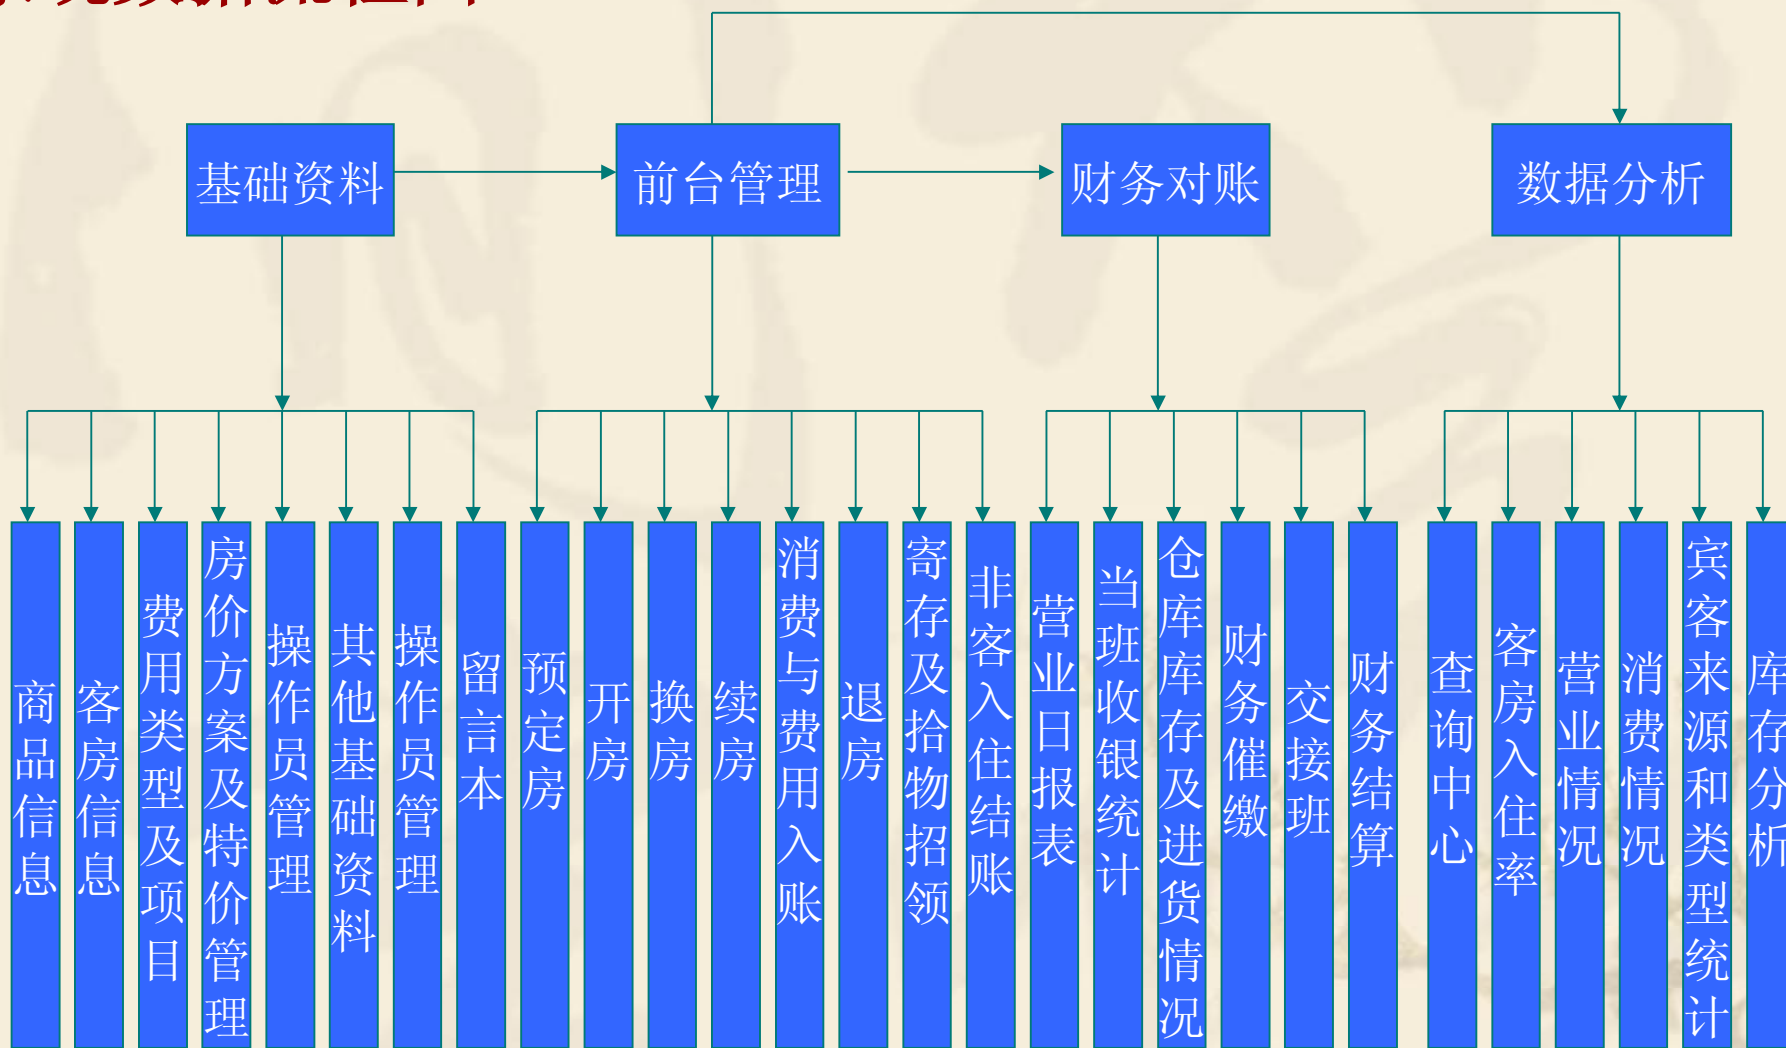 基础资料
前台管理
财务对账
数据分析
商品信息
客房信息
费用类型及项目
房价方案及特价管理
操作员管理
其他基础资料
操作员管理
留言本
预定房
开房
换房
续房
消费与费用入账
退房
寄存及拾物招领
非客入住结账
营业日报表
当班收银统计
仓库库存及进货情况
财务催缴
交接班
财务结算
查询中心
客房入住率
营业情况
消费情况
宾客来源和类型统计
库存分析